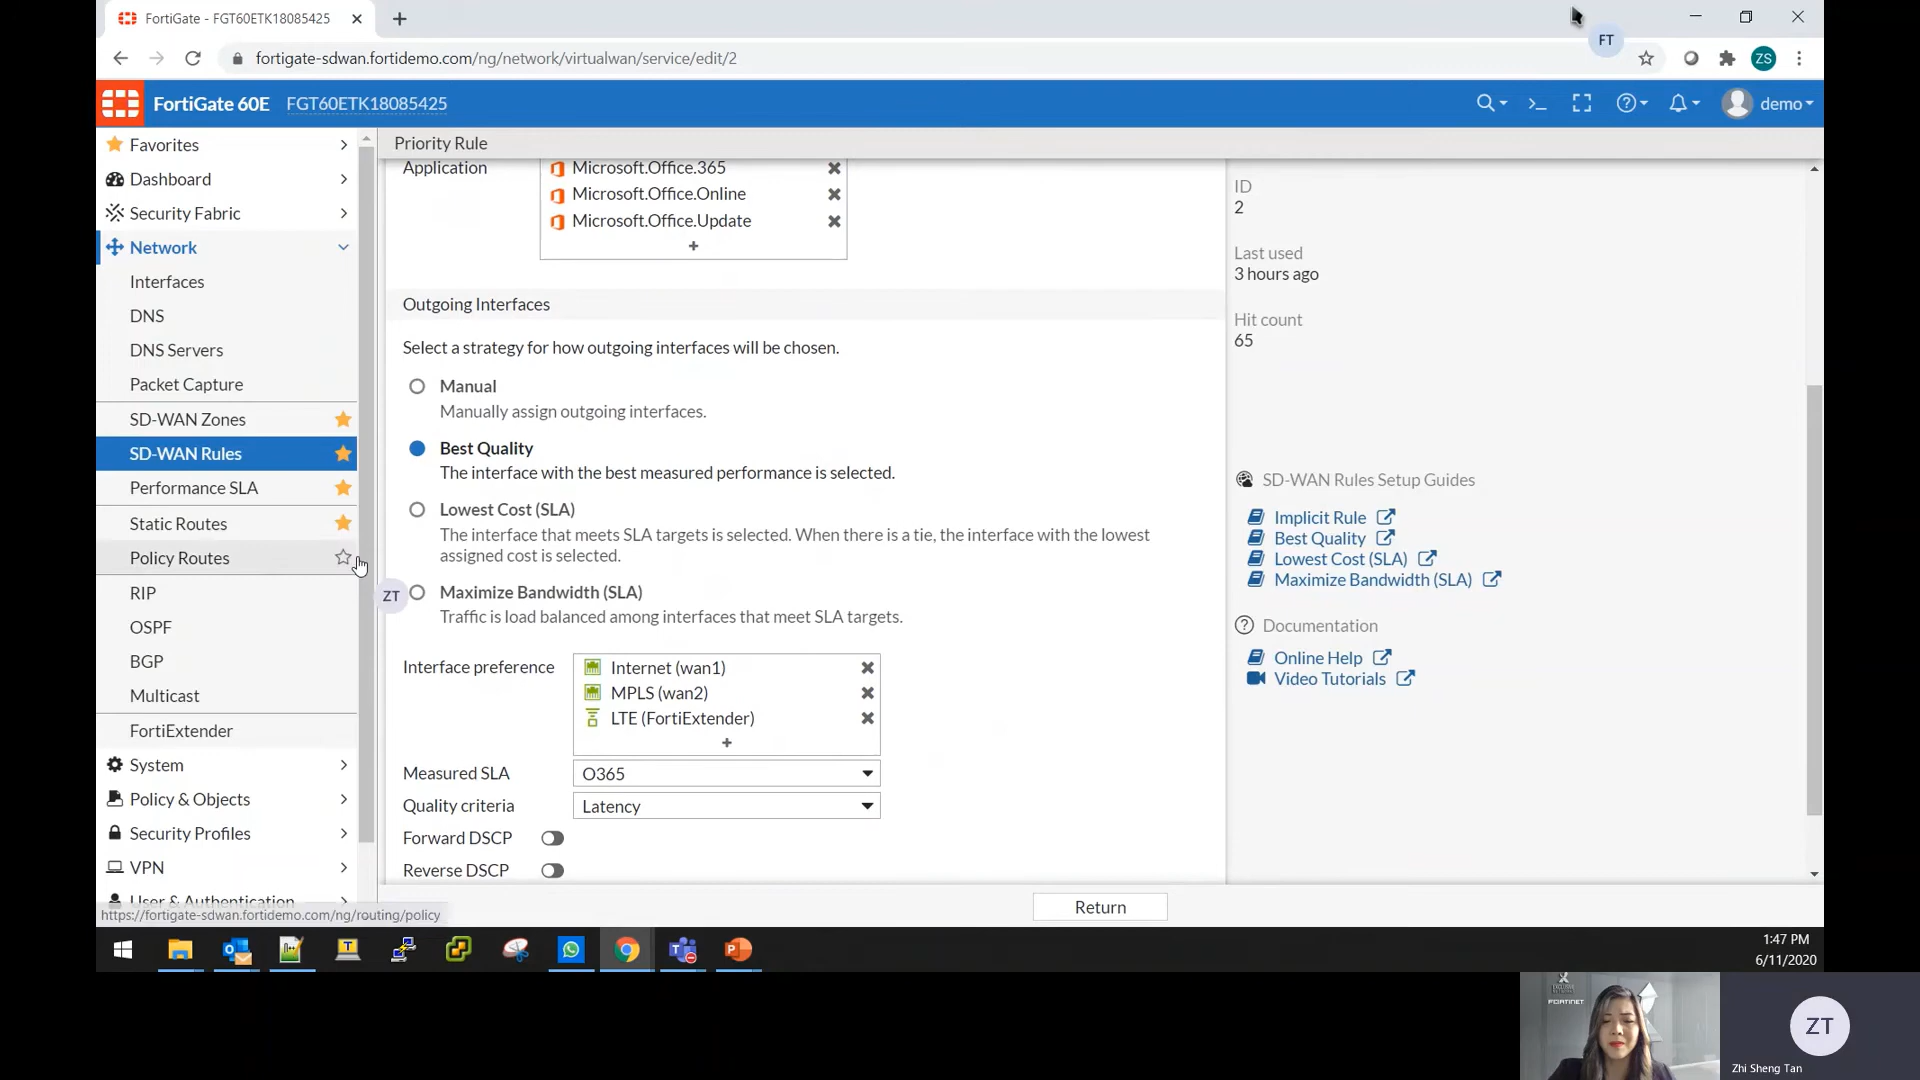 FortiGate - FGT60ETK18085425
FT
fortigate-sdwan.fortidemo.com/ng/network/virtualwan/service/edit/2
ZS
FortiGate 60E
FGT60ETK18085425
demo
Favorites
Dashboard
Security Fabric
Network
Interfaces
DNS
DNS Servers
Packet Capture
SD-WAN Zones
SD-WAN Rules
Performance SLA
Static Routes
Policy Routes
RIP
OSPF
BGP
Multicast
FortiExtender
System
Policy & Objects
Security Profiles
VPN
User & Authentication
https://fortigate-sdwan.fortidemo.com/ng/routing/policy
Priority Rule
Application
Microsoft.Office.365
Microsoft.Office.Online
Microsoft.Office.Update
Outgoing Interfaces
Select a strategy for how outgoing interfaces will be chosen.
Manual
Manually assign outgoing interfaces.
Best Quality
The interface with the best measured performance is selected.
Lowest Cost (SLA)
The interface that meets SLA targets is selected. When there is a tie, the interface with the lowest
assigned cost is selected.
ZT
Maximize Bandwidth (SLA)
Traffic is load balanced among interfaces that meet SLA targets.
Interface preference
Internet (wan1)
MPLS (wan2)
LTE (FortiExtender)
Measured SLA
O365
Quality criteria
Latency
Forward DSCP
Reverse DSCP
Return
ID
2
Last used
3 hours ago
Hit count
65
SD-WAN Rules Setup Guides
Implicit Rule
Best Quality
Lowest Cost (SLA)
Maximize Bandwidth (SLA)
Documentation
Online Help
Video Tutorials
1:47 PM
6/11/2020
FORTINET
ZT
Zhi Sheng Tan